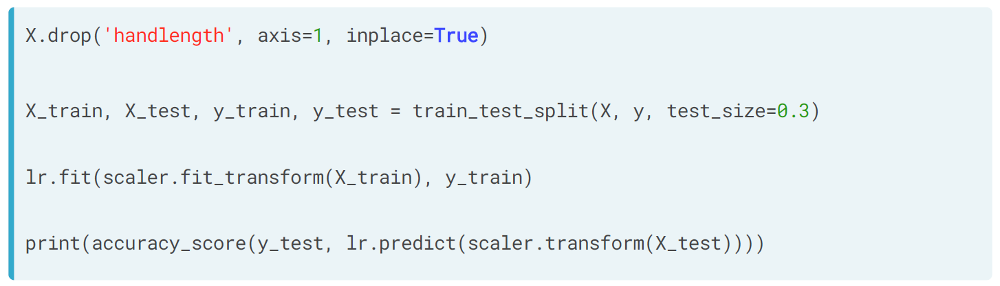 X.drop('handlength', axis=1, inplace=True)
X_train, X_test, y_train, y_test = train_test_split(X, y, test_size=0.3)
lr.fit(scaler.fit_transform(X_train), y_train)
print(accuracy_score(y_test, lr.predict(scaler.transform(X_test))))